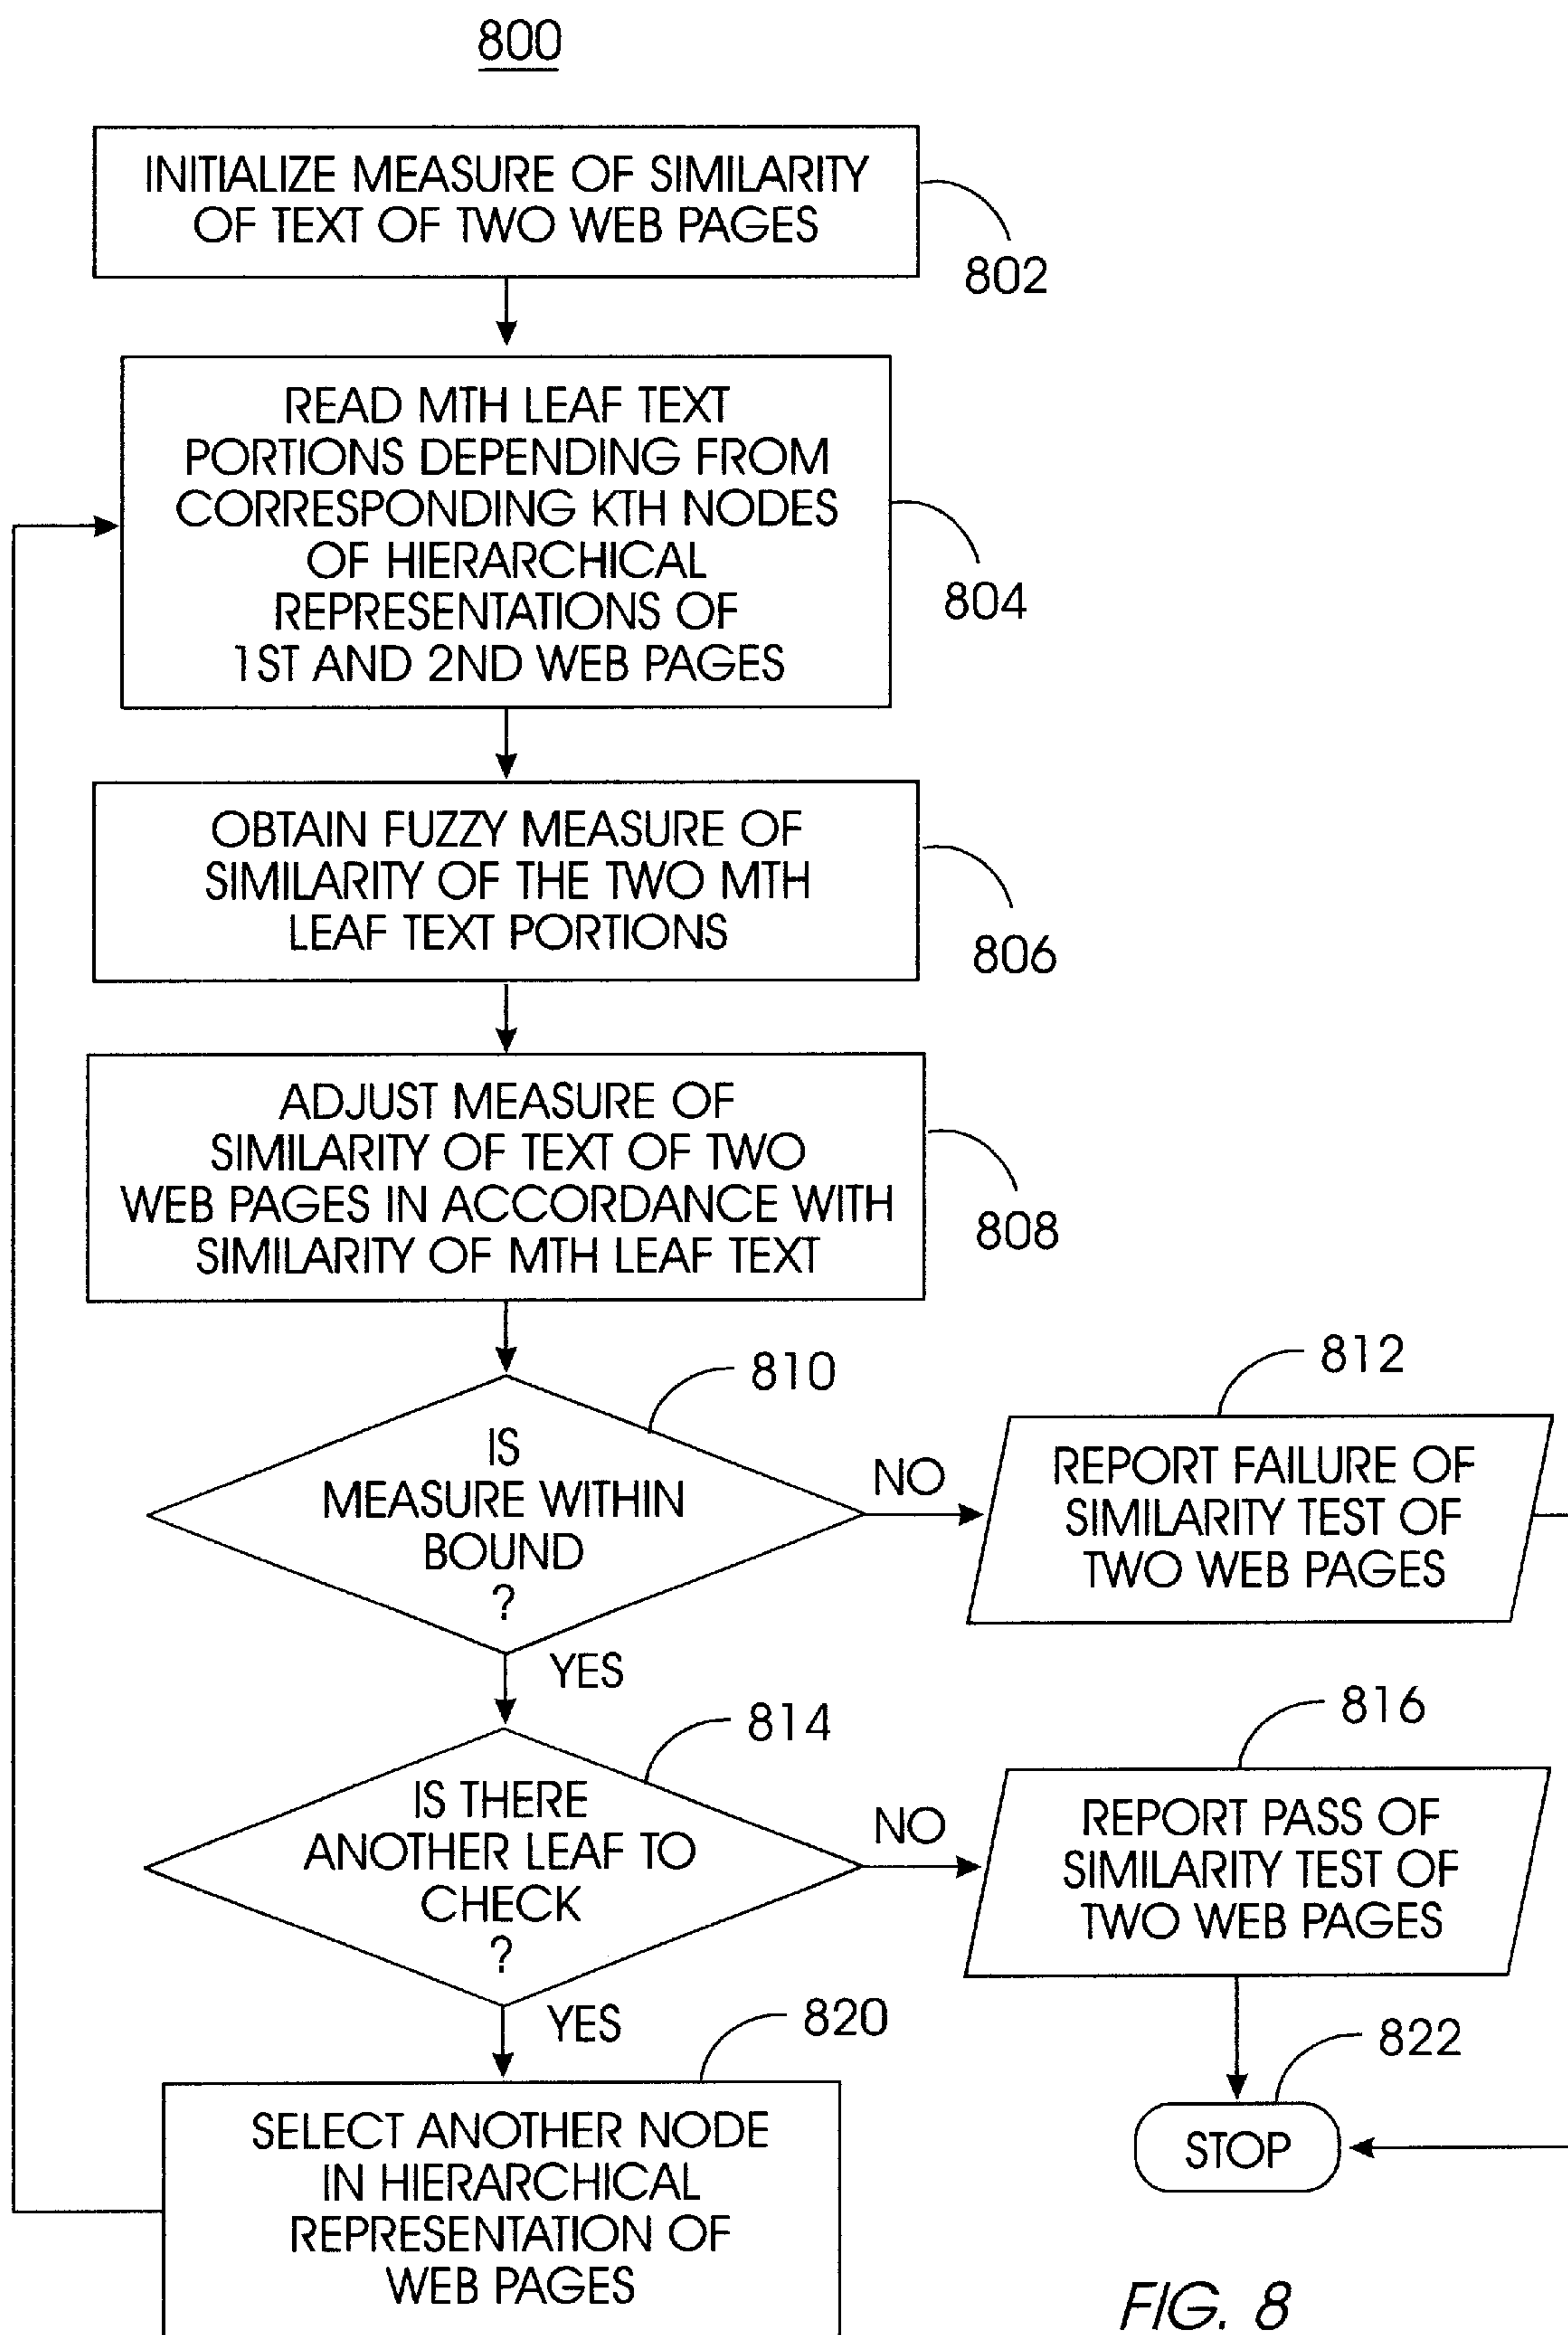 800
INITIALIZE MEASURE OF SIMILARITY
OF TEXT OF TWO WEB PAGES
802
READ MTH LEAF TEXT
PORTIONS DEPENDING FROM
CORRESPONDING KTH NODES
OF HIERARCHICAL
REPRESENTATIONS OF
1ST AND 2ND WEB PAGES
804
OBTAIN FUZZY MEASURE OF
SIMILARITY OF THE TWO MTH
LEAF TEXT PORTIONS
806
ADJUST MEASURE OF
SIMILARITY OF TEXT OF TWO
WEB PAGES IN ACCORDANCE WITH
SIMILARITY OF MTH LEAF TEXT
808
IS
MEASURE WITHIN
BOUND
?
810
NO
YES
REPORT FAILURE OF
SIMILARITY TEST OF
TWO WEB PAGES
812
IS THERE
ANOTHER LEAF TO
CHECK
?
814
NO
YES
REPORT PASS OF
SIMILARITY TEST OF
TWO WEB PAGES
816
SELECT ANOTHER NODE
IN HIERARCHICAL
REPRESENTATION OF
WEB PAGES
820
STOP
822
FIG. 8